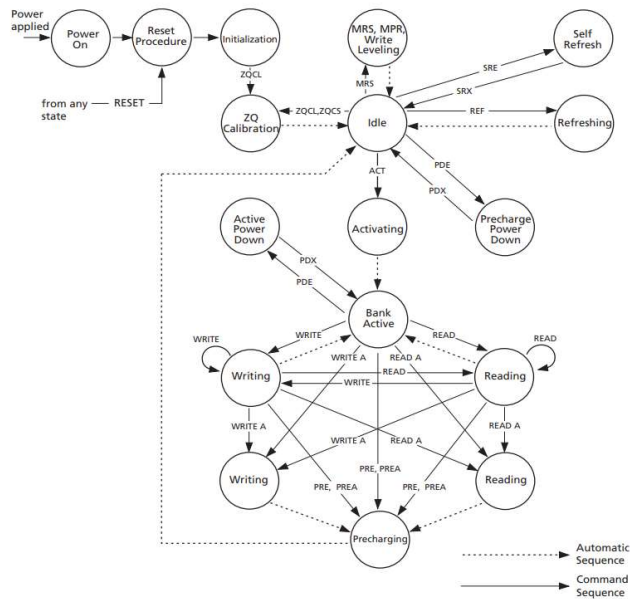 Power
applied
Power
On
Reset
Procedure
Initialization
MRS, MPR,
Write
Leveling
Self
Refresh
ZQCL
MRS
SRE
SRX
from any
state
RESET
ZQ
Calibration
ZQCL,ZQCS
Idle
REF
Refreshing
ACT
PDE
PDX
Active
Power
Down
Activating
Precharge
Power
Down
PDX
PDE
Bank
Active
WRITE
WRITE
READ
READ
WRITE A
READ A
Writing
READ
WRITE
Reading
WRITE A
WRITE A
READ A
READ A
Writing
PRE, PREA
Reading
PRE, PREA
PRE, PREA
Precharging
Automatic
Sequence
Command
Sequence